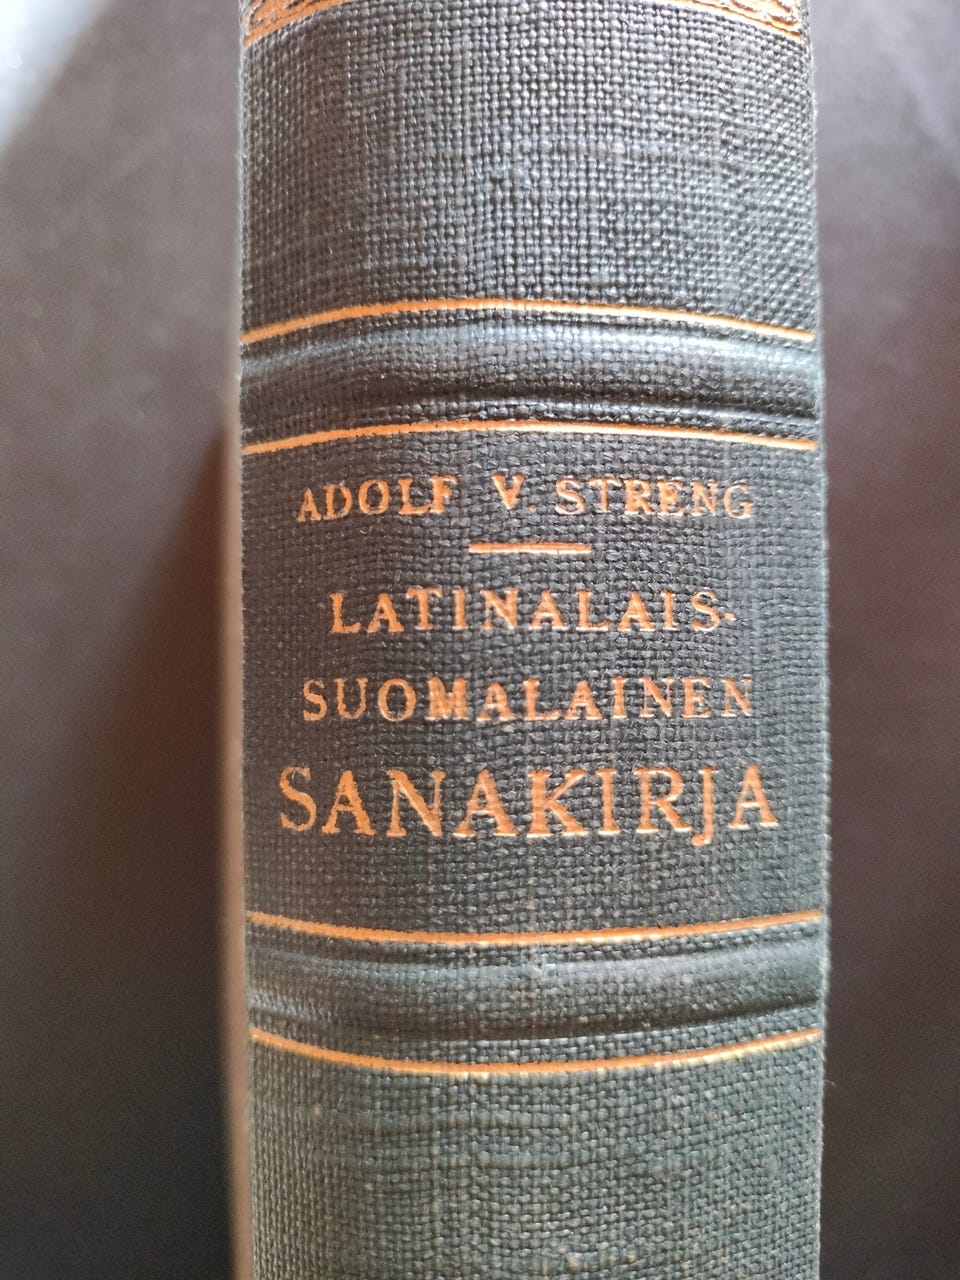 ADOLF V. STRENG
LATINALAIS-
SUOMALAINEN
SANAKIRJA